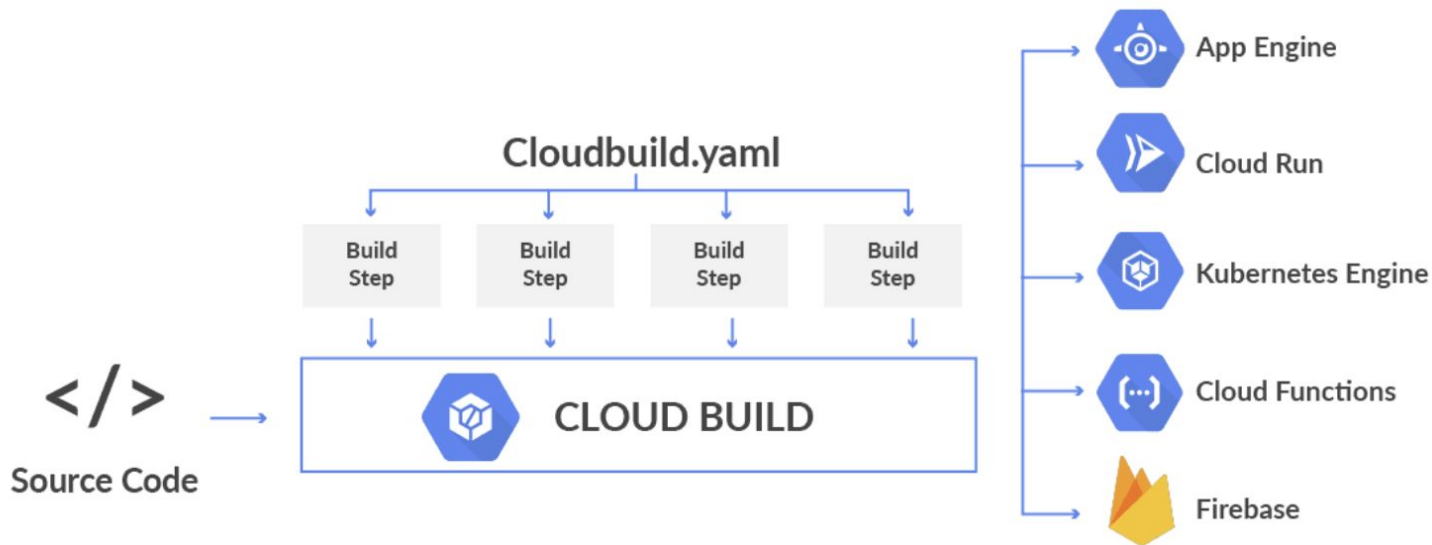 Cloudbuild.yaml
Build
Step
Build
Step
Build
Step
Build
Step
</>
Source Code
CLOUD BUILD
App Engine
Cloud Run
Kubernetes Engine
Cloud Functions
Firebase